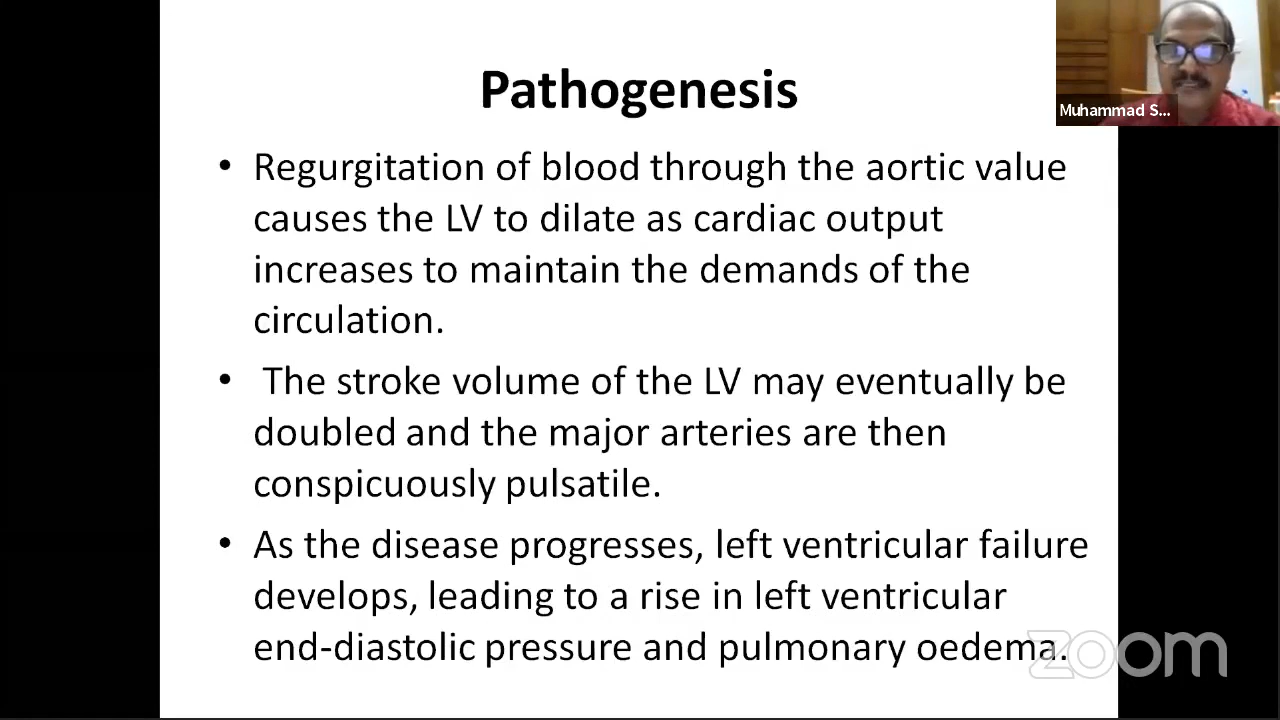 Pathogenesis
Muhammad S...
• Regurgitation of blood through the aortic value
causes the LV to dilate as cardiac output
increases to maintain the demands of the
circulation.
• The stroke volume of the LV may eventually be
doubled and the major arteries are then
conspicuously pulsatile.
• As the disease progresses, left ventricular failure
develops, leading to a rise in left ventricular
end-diastolic pressure and pulmonary oedema.
zoom